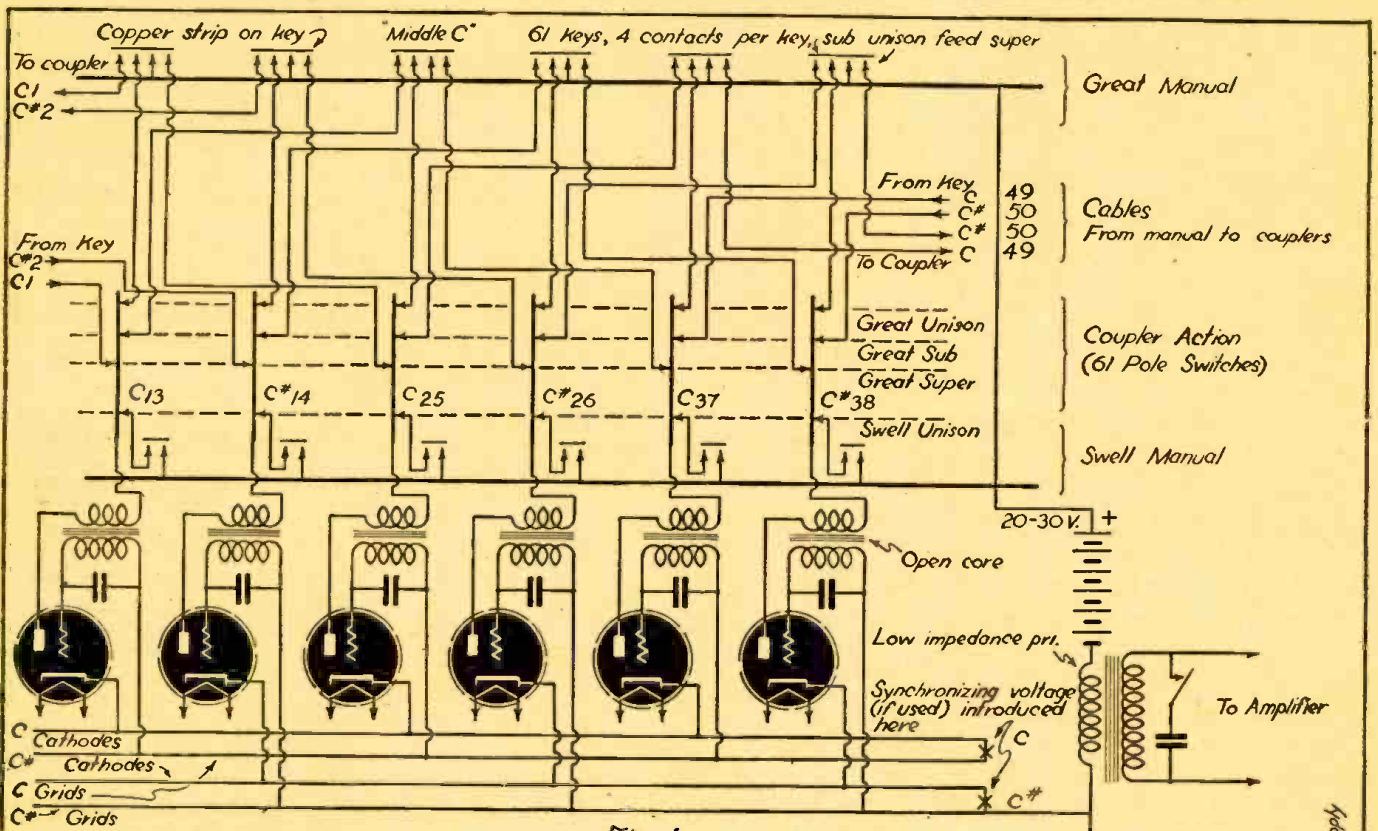 Copper strip on key
"Middle C"
61 Keys, 4 contacts per key, sub unison feed super
To coupler
C1
C#2
Great Manual
From Key
C 49
C# 50
C# 50
To Coupler C 49
Cables
From manual to couplers
From Key
C#2
C1
Great Unison
Great Sub
Great Super
Coupler Action
(61 Pole Switches)
C13
C#14
C25
C#26
C37
C#38
Swell Unison
Swell Manual
20-30 V. +
Open core
Low impedance pri.
Synchronizing voltage
(if used) introduced
here
To Amplifier
C Cathodes
C
C# Cathodes
C Grids
C#
C# Grids